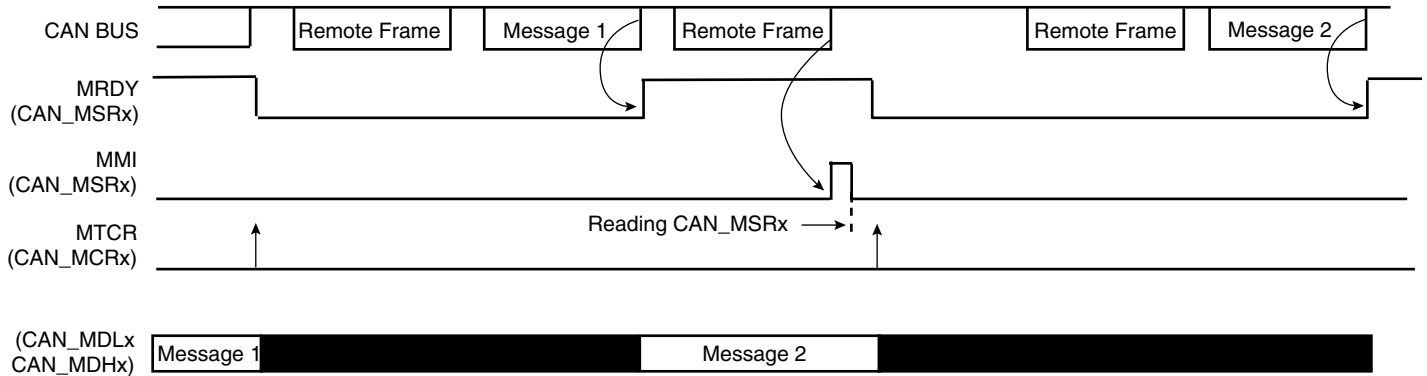 CAN BUS
Remote Frame
Message 1
Remote Frame
Remote Frame
Message 2
MRDY
(CAN_MSRx)
MMI
(CAN_MSRx)
Reading CAN_MSRx
MTCR
(CAN_MCRx)
(CAN_MDLx
CAN_MDHx)
Message 1
Message 2